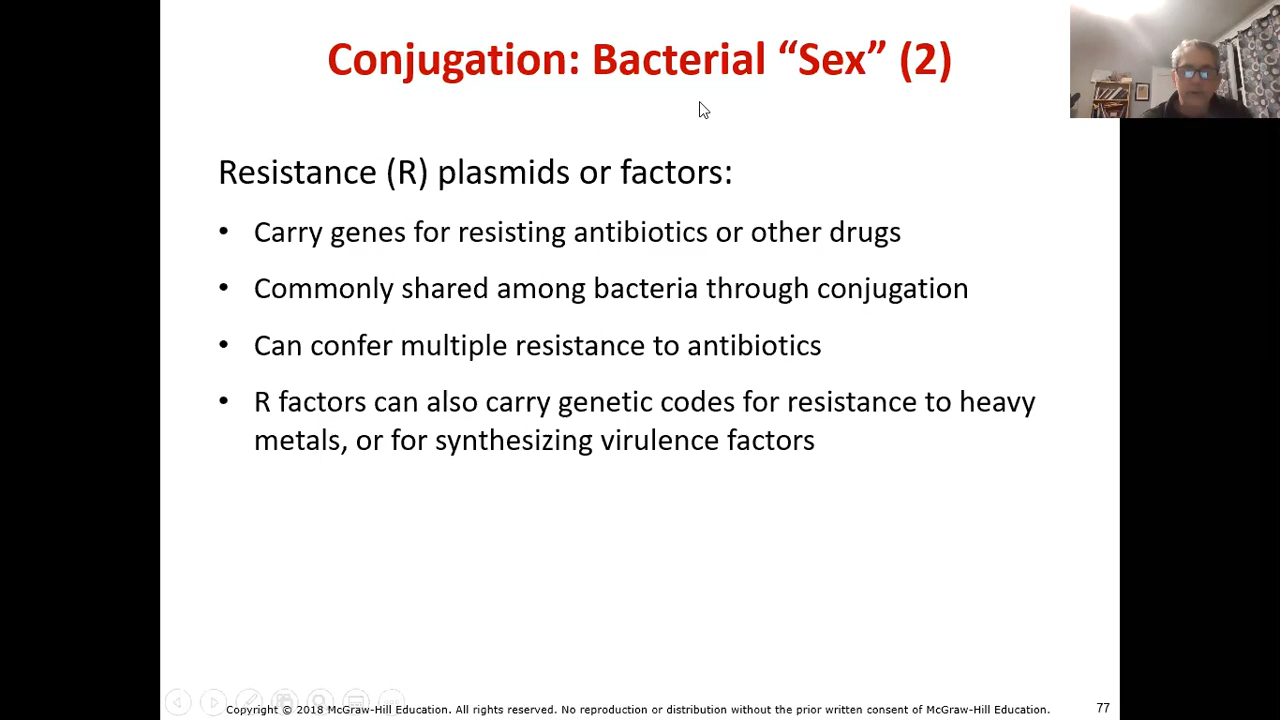 Conjugation: Bacterial “Sex” (2)
Resistance (R) plasmids or factors:
• Carry genes for resisting antibiotics or other drugs
• Commonly shared among bacteria through conjugation
• Can confer multiple resistance to antibiotics
• R factors can also carry genetic codes for resistance to heavy
metals, or for synthesizing virulence factors
Copyright © 2018 McGraw-Hill Education. All rights reserved. No reproduction or distribution without the prior written consent of McGraw-Hill Education.
77